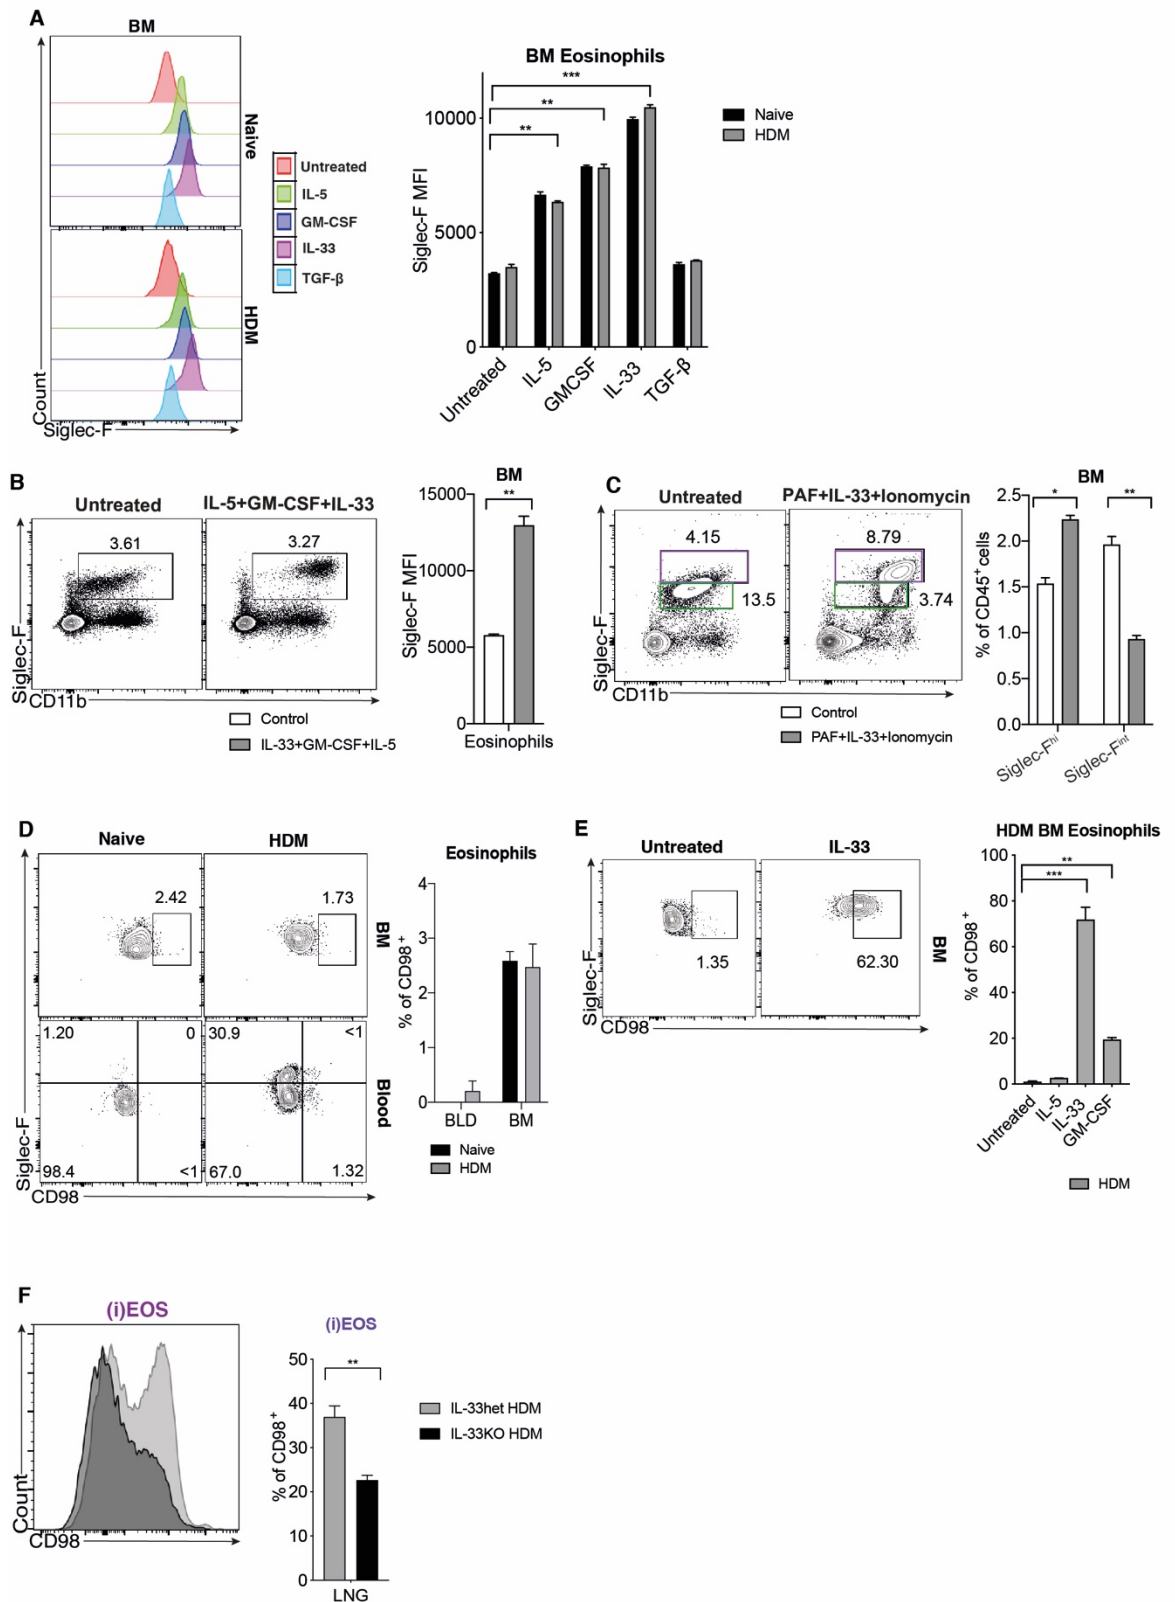 A
BM
Naive
HDM
Count
Siglec-F
Untreated
IL-5
GM-CSF
IL-33
TGF-β
BM Eosinophils
***
**
**
Siglec-F MFI
10000
5000
0
Untreated
IL-5
GMCSF
IL-33
TGF-β
Naive
HDM
B
Untreated
IL-5+GM-CSF+IL-33
3.61
3.27
Siglec-F
CD11b
Control
IL-33+GM-CSF+IL-5
BM
**
Siglec-F MFI
15000
10000
5000
0
Eosinophils
C
Untreated
PAF+IL-33+Ionomycin
4.15
13.5
8.79
3.74
Siglec-F
CD11b
Control
PAF+IL-33+Ionomycin
BM
*
**
% of CD45+ cells
2.5
2.0
1.5
1.0
0.5
0.0
Siglec-Fhi
Siglec-Fint
D
Naive
HDM
2.42
1.73
BM
1.20
0
30.9
<1
98.4
<1
67.0
1.32
Blood
Siglec-F
CD98
Eosinophils
% of CD98+
4
3
2
1
0
BLD
BM
Naive
HDM
E
Untreated
IL-33
1.35
62.30
BM
Siglec-F
CD98
HDM BM Eosinophils
**
***
% of CD98+
100
80
60
40
20
0
Untreated
IL-5
IL-33
GM-CSF
HDM
F
(i)EOS
Count
CD98
(i)EOS
**
% of CD98+
50
40
30
20
10
0
LNG
IL-33het HDM
IL-33KO HDM